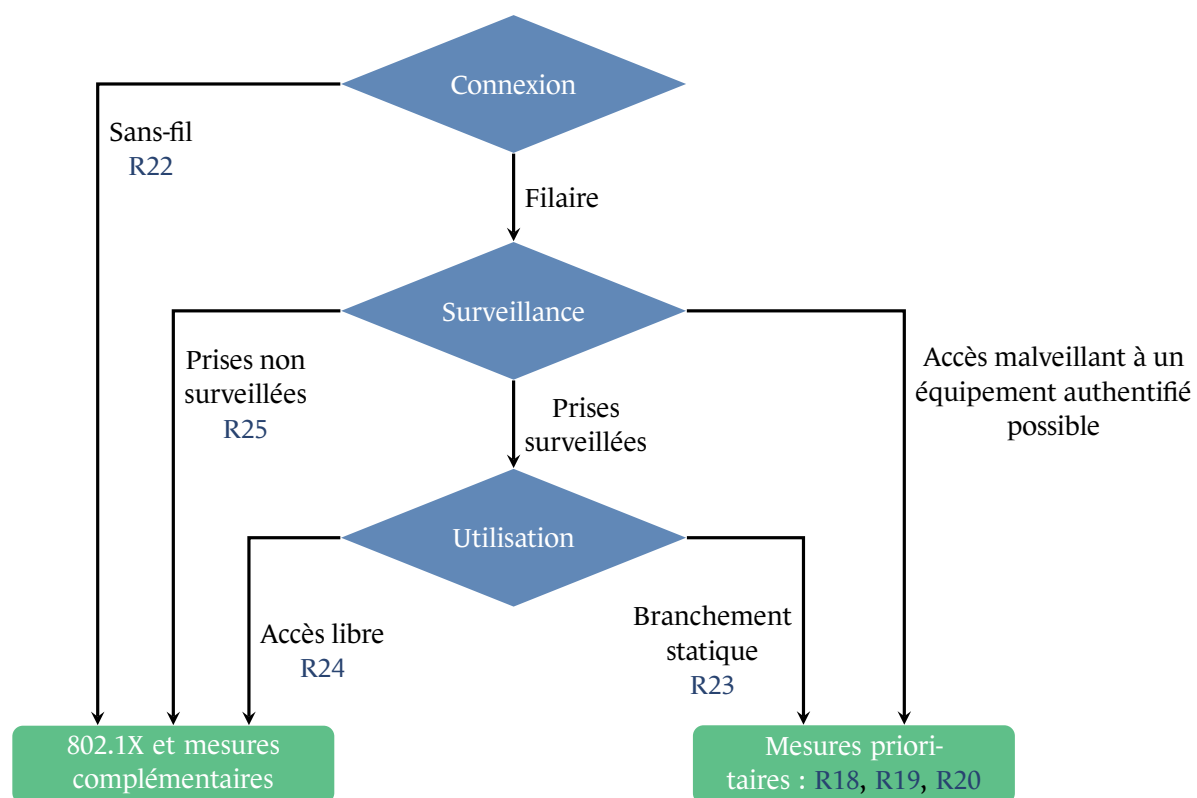 Connexion
Sans-fil
R22
Filaire
Surveillance
Prises non
surveillées
R25
Accès malveillant à un
équipement authentifié
possible
Prises
surveillées
Utilisation
Accès libre
R24
Branchement
statique
R23
802.1X et mesures
complémentaires
Mesures priori-
taires : R18, R19, R20